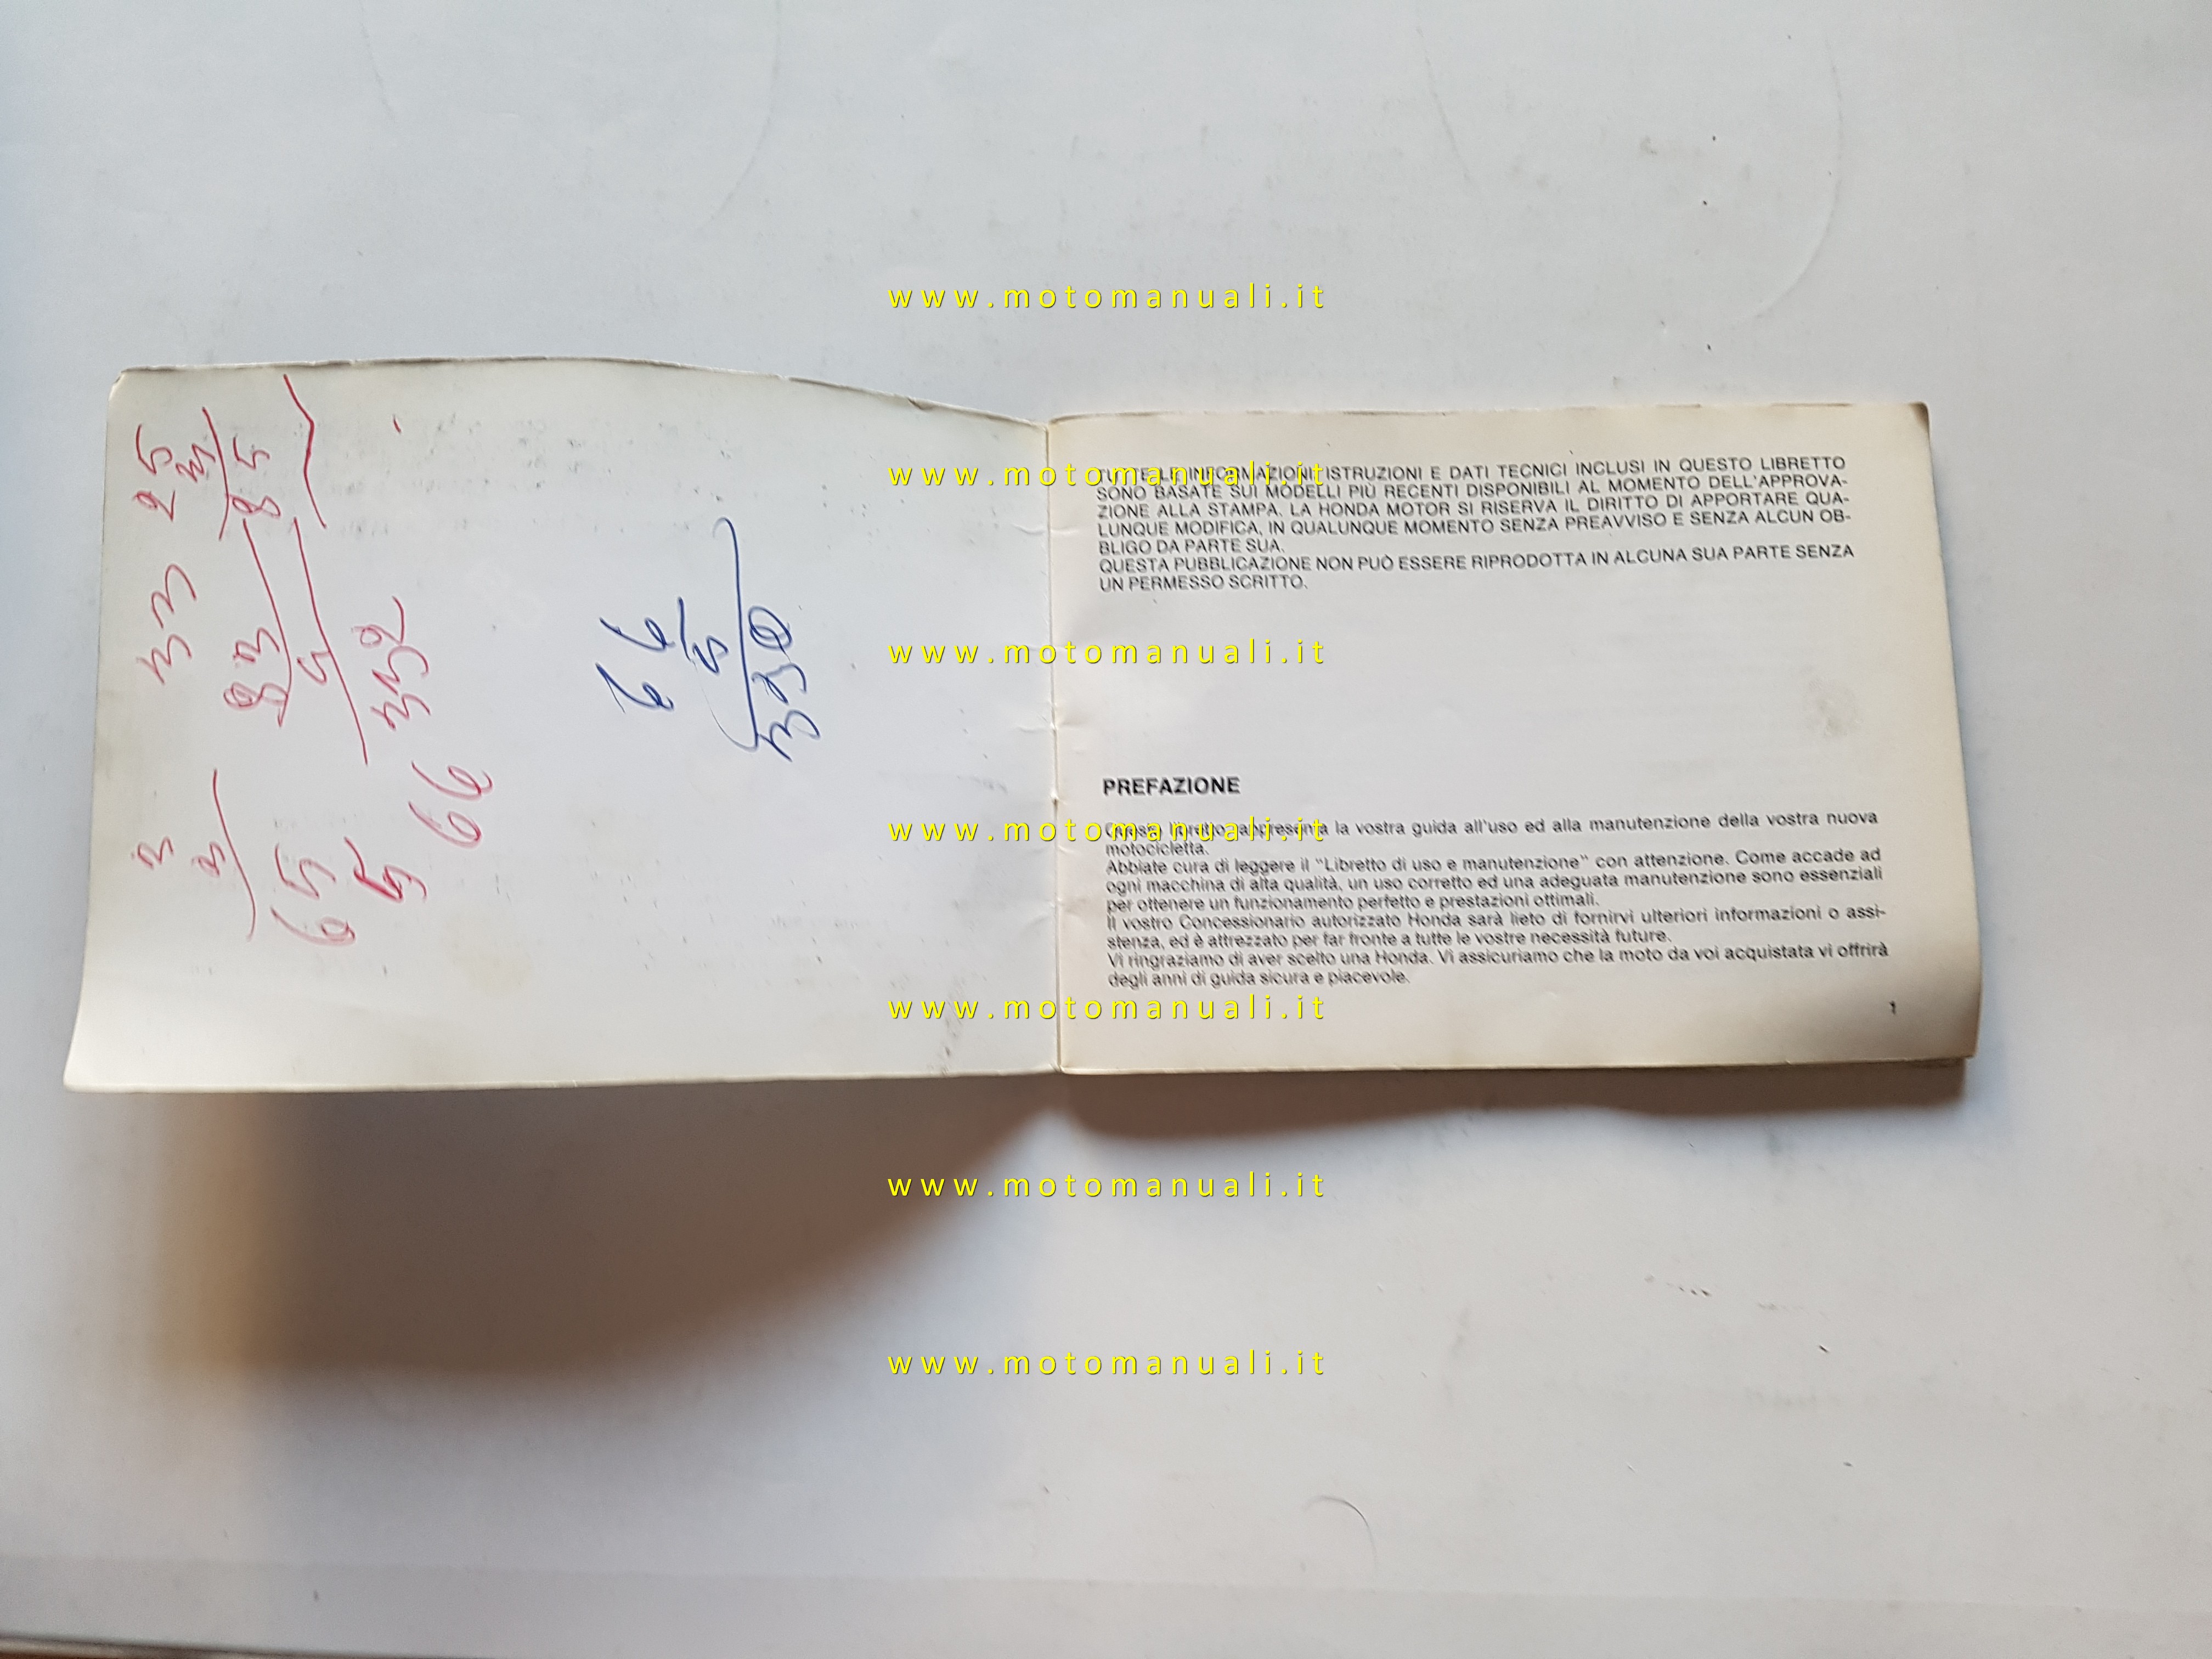 www.motomanuali.it
TUTTE LE INFORMAZIONI, ISTRUZIONI E DATI TECNICI INCLUSI IN QUESTO LIBRETTO
www.motomanuali.it
SONO BASATE SUI MODELLI PIÙ RECENTI DISPONIBILI AL MOMENTO DELL'APPROVA-
ZIONE ALLA STAMPA. LA HONDA MOTOR SI RISERVA IL DIRITTO DI APPORTARE QUA-
LUNQUE MODIFICA, IN QUALUNQUE MOMENTO SENZA PREAVVISO E SENZA ALCUN OB-
BLIGO DA PARTE SUA.
QUESTA PUBBLICAZIONE NON PUÒ ESSERE RIPRODOTTA IN ALCUNA SUA PARTE SENZA
UN PERMESSO SCRITTO.
www.motomanuali.it
PREFAZIONE
Questo libretto rappresenta la vostra guida all'uso ed alla manutenzione della vostra nuova
www.motomanuali.it
motocicletta.
Abbiate cura di leggere il "Libretto di uso e manutenzione" con attenzione. Come accade ad
ogni macchina di alta qualità, un uso corretto ed una adeguata manutenzione sono essenziali
per ottenere un funzionamento perfetto e prestazioni ottimali.
Il vostro Concessionario autorizzato Honda sarà lieto di fornirvi ulteriori informazioni o assi-
stenza, ed è attrezzato per far fronte a tutte le vostre necessità future.
Vi ringraziamo di aver scelto una Honda. Vi assicuriamo che la moto da voi acquistata vi offrirà
degli anni di guida sicura e piacevole.
www.motomanuali.it
1
www.motomanuali.it
www.motomanuali.it
66
5
330